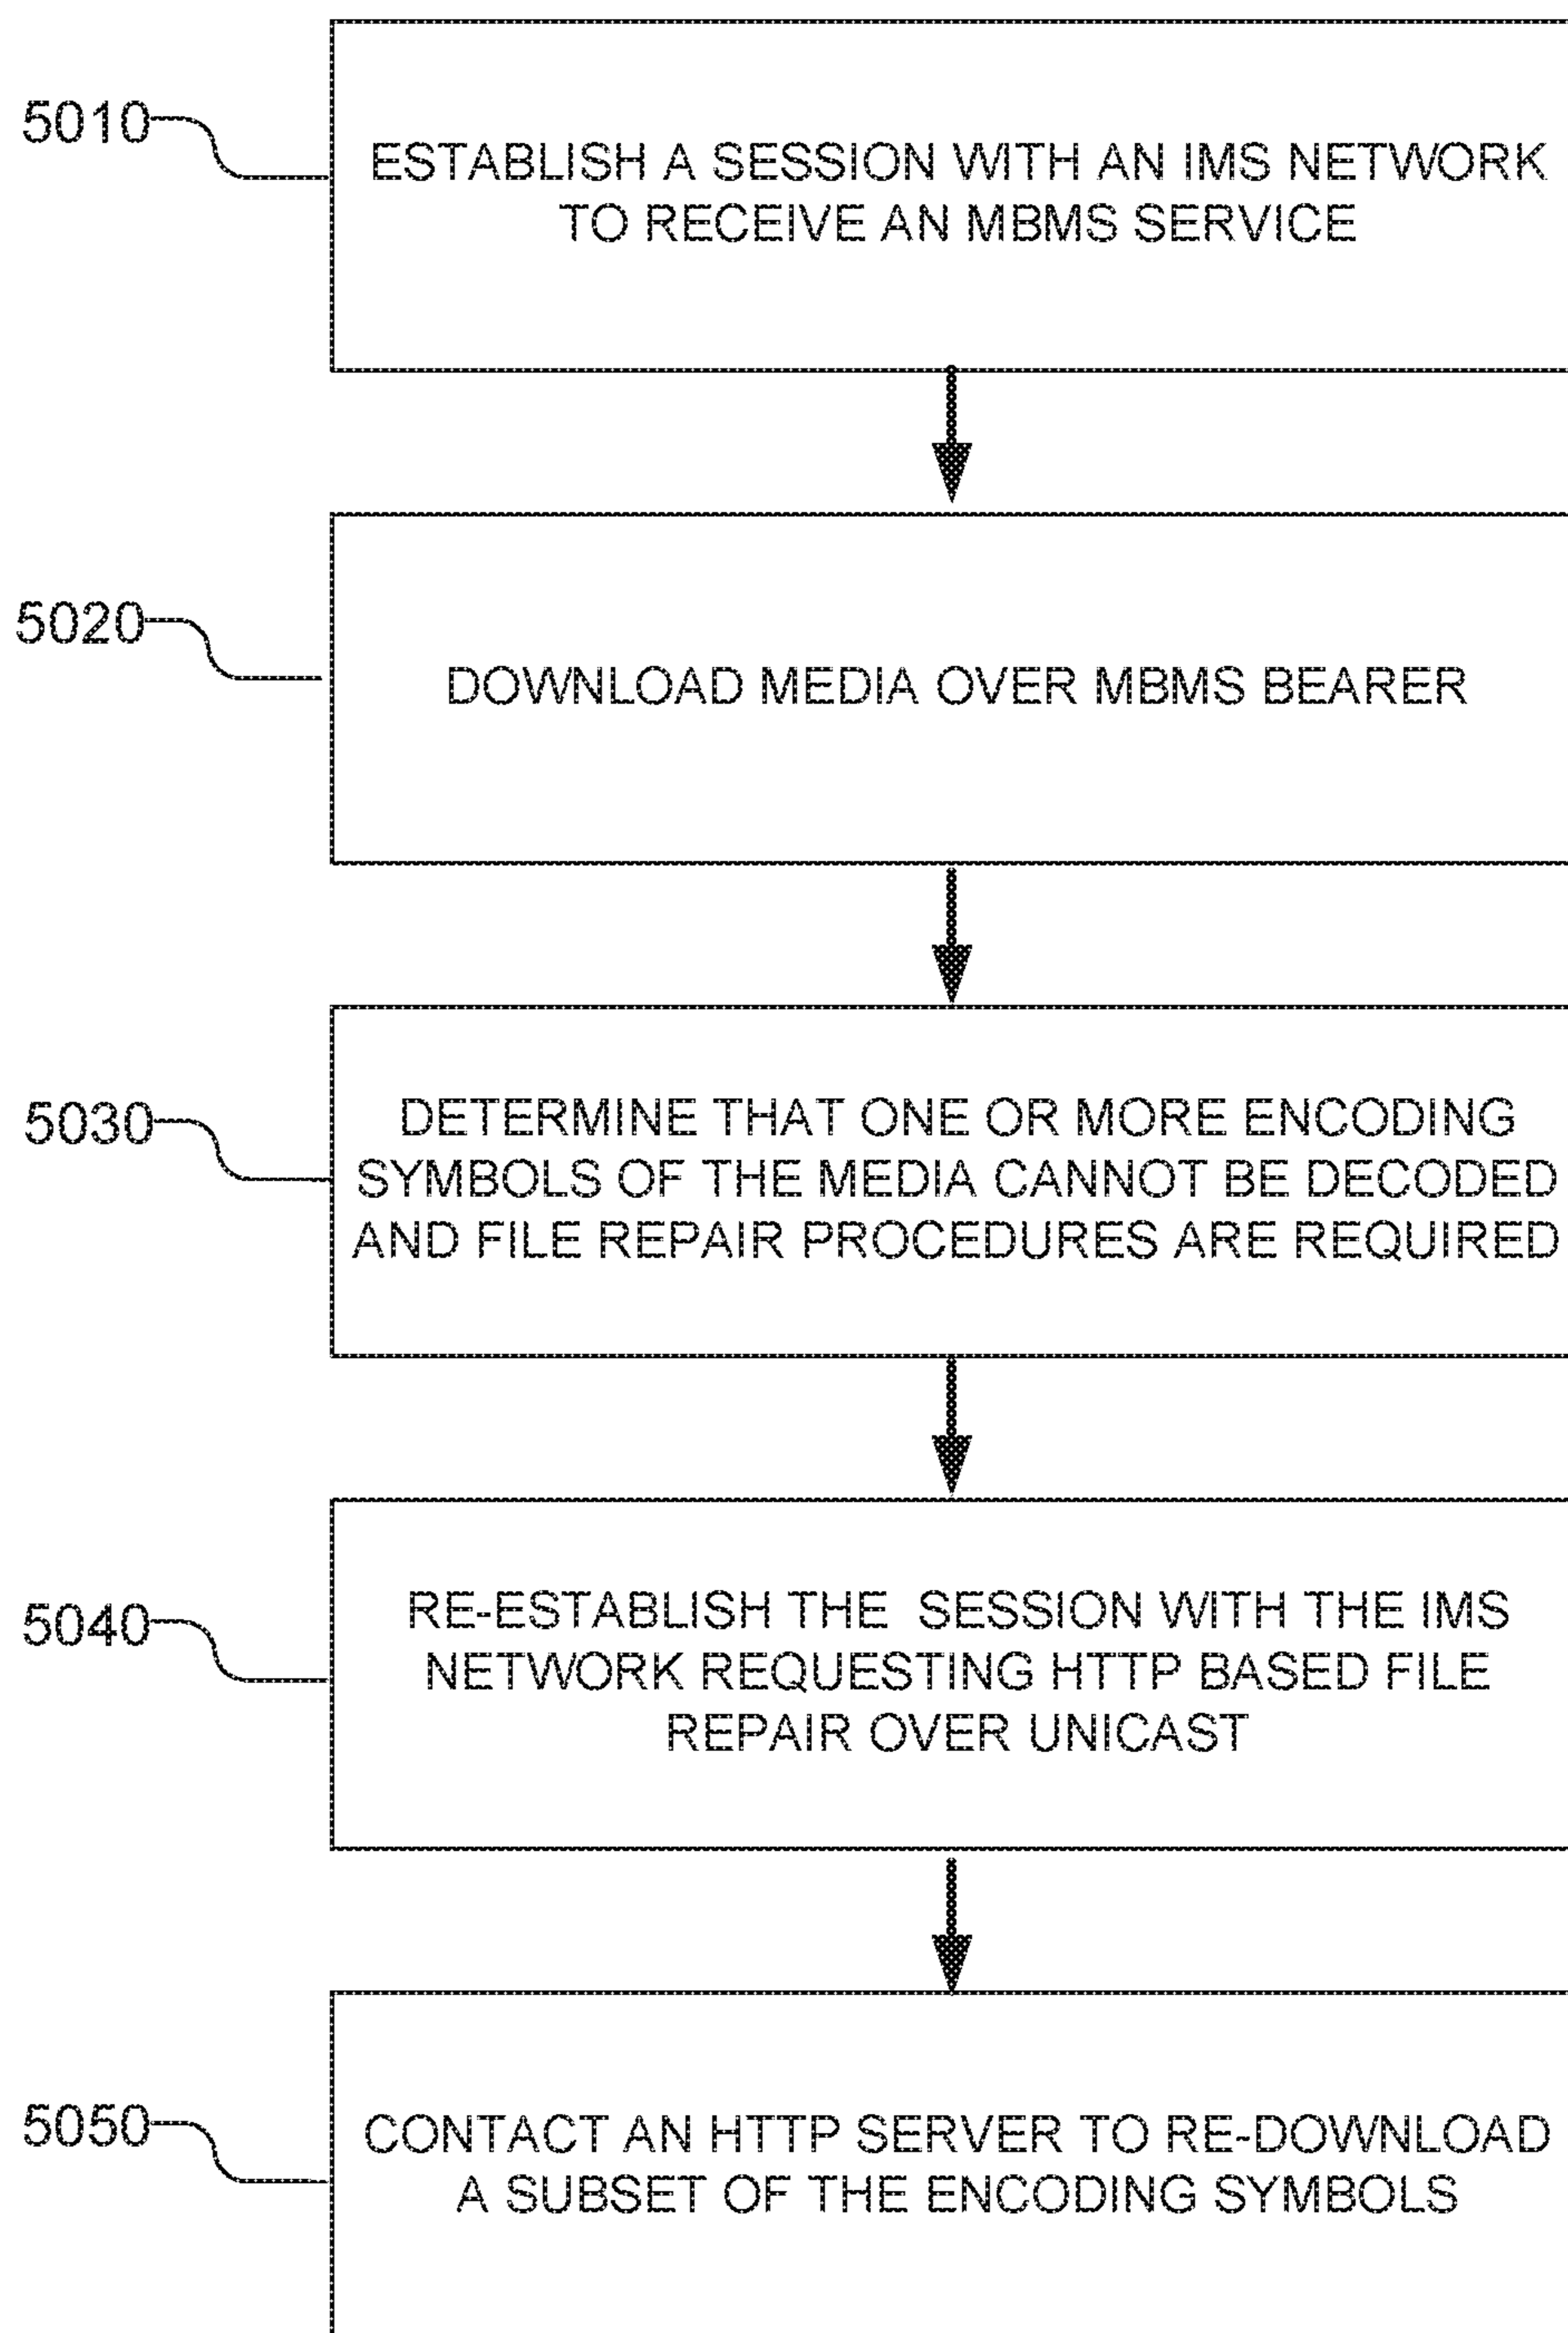 5010
ESTABLISH A SESSION WITH AN IMS NETWORK
TO RECEIVE AN MBMS SERVICE
5020
DOWNLOAD MEDIA OVER MBMS BEARER
5030
DETERMINE THAT ONE OR MORE ENCODING
SYMBOLS OF THE MEDIA CANNOT BE DECODED
AND FILE REPAIR PROCEDURES ARE REQUIRED
5040
RE-ESTABLISH THE SESSION WITH THE IMS
NETWORK REQUESTING HTTP BASED FILE
REPAIR OVER UNICAST
5050
CONTACT AN HTTP SERVER TO RE-DOWNLOAD
A SUBSET OF THE ENCODING SYMBOLS